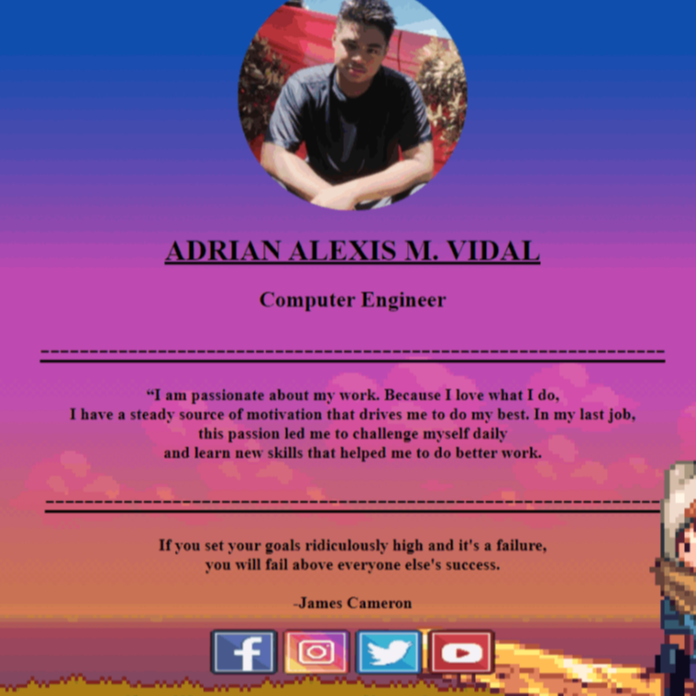 ADRIAN ALEXIS M. VIDAL
Computer Engineer
“I am passionate about my work. Because I love what I do,
I have a steady source of motivation that drives me to do my best. In my last job,
this passion led me to challenge myself daily
and learn new skills that helped me to do better work.
If you set your goals ridiculously high and it's a failure,
you will fail above everyone else's success.
-James Cameron